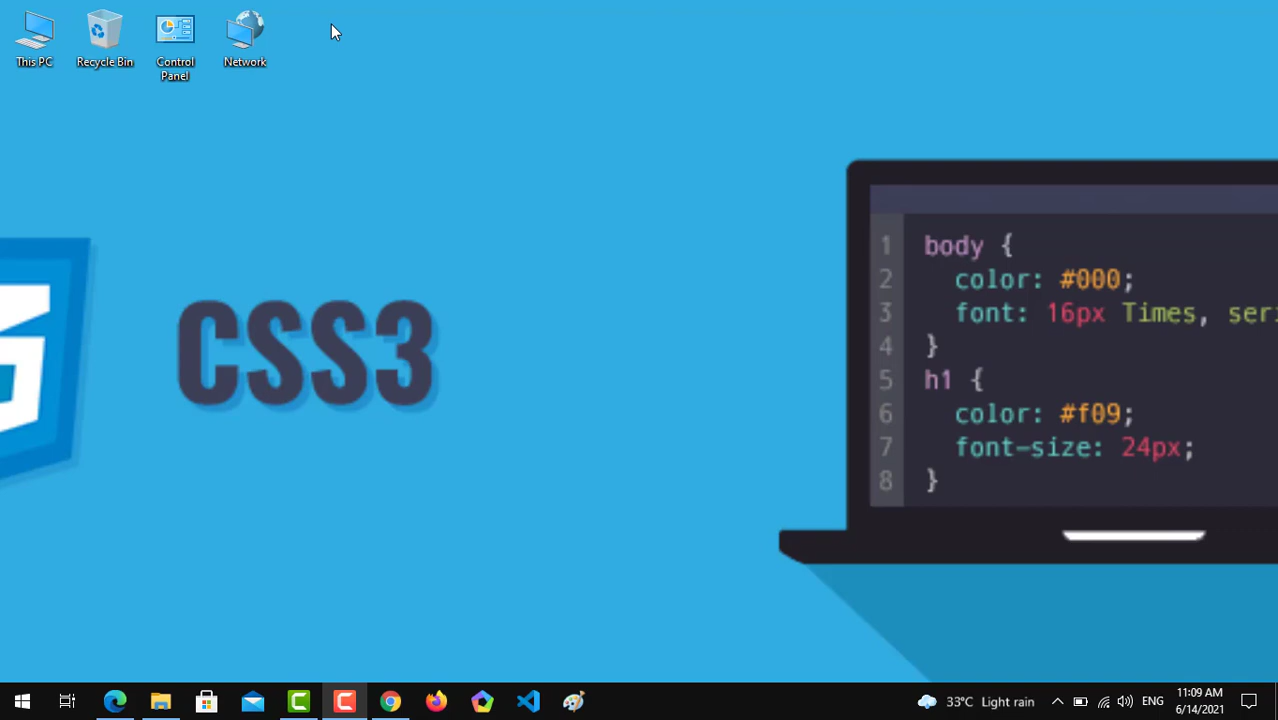 This PC
Recycle Bin
Control
Panel
Network
CSS3
1 body {
2 color: #000;
3 font: 16px Times, seri
4 }
5 h1 {
6 color: #f09;
7 font-size: 24px;
8 }
33°C Light rain
ENG
11:09 AM
6/14/2021